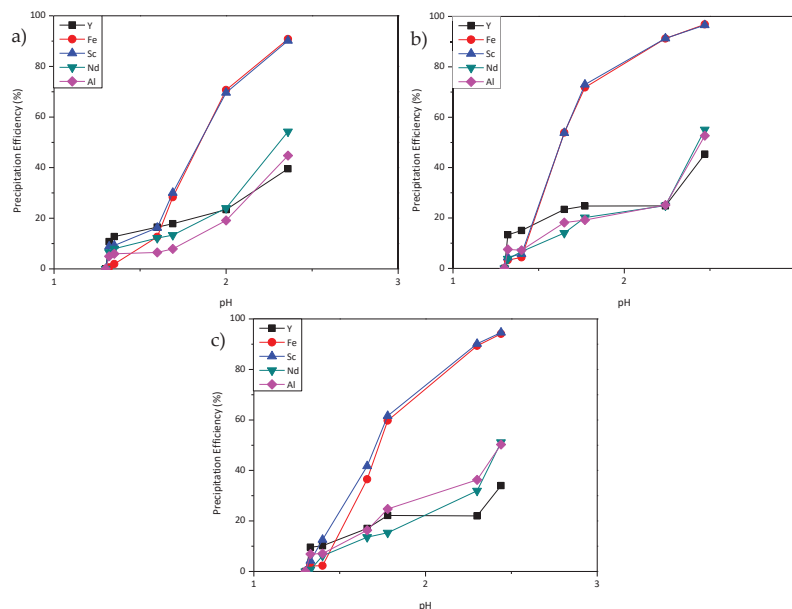 a)
Y
Fe
Sc
Nd
Al
Precipitation Efficiency (%)
100
80
60
40
20
0
1
2
3
pH
b)
Y
Fe
Sc
Nd
Al
Precipitation Efficiency (%)
100
80
60
40
20
0
1
2
pH
c)
Y
Fe
Sc
Nd
Al
Precipitation Efficiency (%)
100
80
60
40
20
0
1
2
3
pH